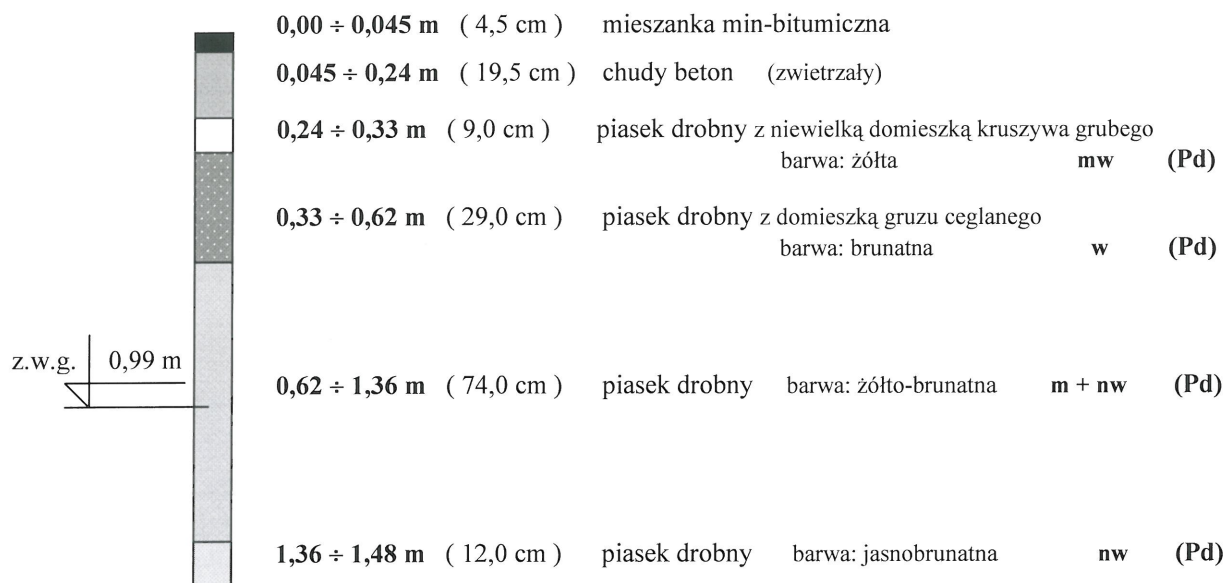 0,00 ÷ 0,045 m ( 4,5 cm ) mieszanka min-bitumiczna
0,045 ÷ 0,24 m ( 19,5 cm ) chudy beton (zwietrzały)
0,24 ÷ 0,33 m ( 9,0 cm ) piasek drobny z niewielką domieszką kruszywa grubego
barwa: żółta mw (Pd)
0,33 ÷ 0,62 m ( 29,0 cm ) piasek drobny z domieszką gruzu ceglanego
barwa: brunatna w (Pd)
z.w.g. 0,99 m
0,62 ÷ 1,36 m ( 74,0 cm ) piasek drobny barwa: żółto-brunatna m + nw (Pd)
1,36 ÷ 1,48 m ( 12,0 cm ) piasek drobny barwa: jasnobrunatna nw (Pd)